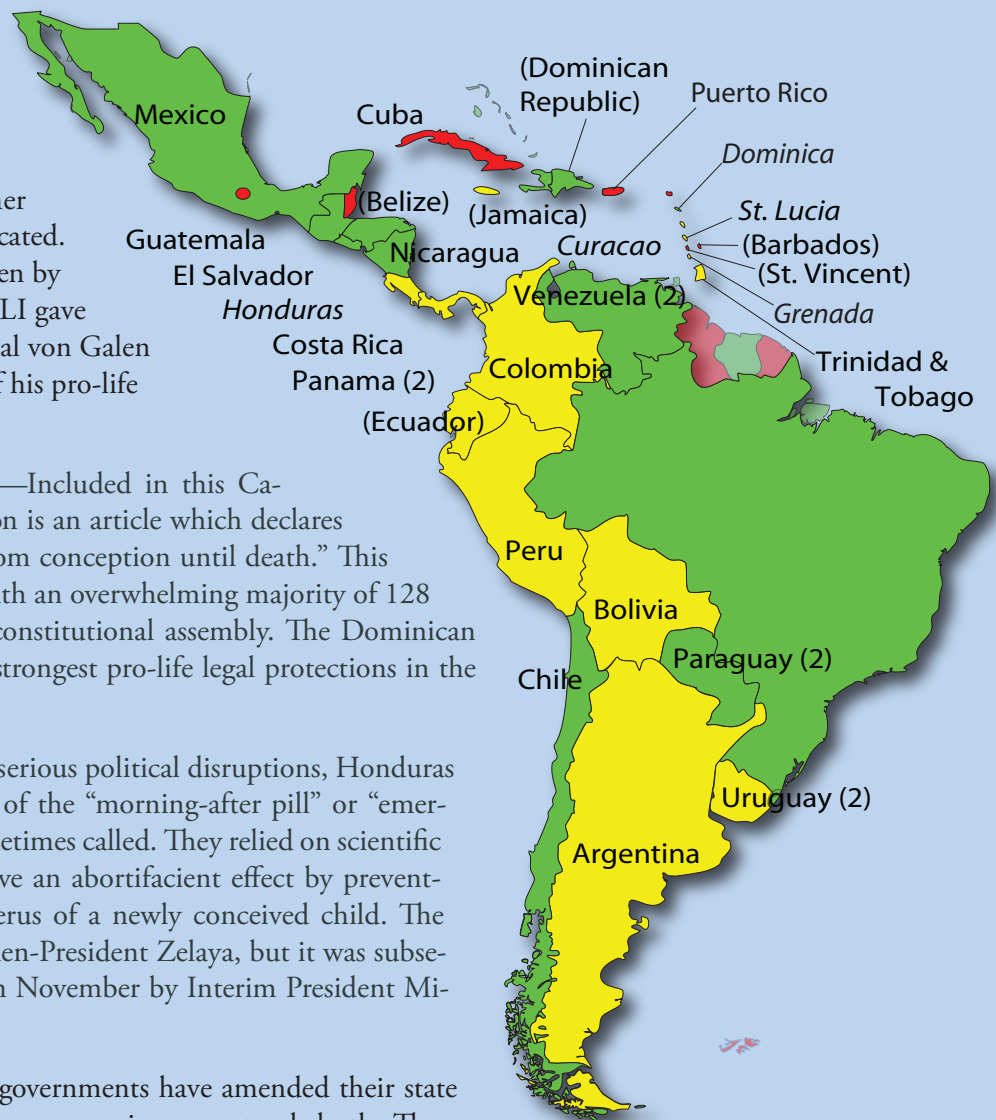 (Dominican
Republic)
Puerto Rico
Mexico
Cuba
Dominica
(Belize)
(Jamaica)
St. Lucia
(Barbados)
(St. Vincent)
Grenada
Guatemala
Nicaragua
Curacao
El Salvador
Honduras
Venezuela (2)
Costa Rica
Panama (2)
Colombia
Trinidad &
Tobago
(Ecuador)
Peru
Bolivia
Paraguay (2)
Chile
Uruguay (2)
Argentina
her
cated.
en by
LI gave
al von Galen
f his pro-life
—Included in this Ca-
on is an article which declares
om conception until death.” This
ith an overwhelming majority of 128
constitutional assembly. The Dominican
strongest pro-life legal protections in the
serious political disruptions, Honduras
of the “morning-after pill” or “emer-
etimes called. They relied on scientific
ve an abortifacient effect by prevent-
erus of a newly conceived child. The
en-President Zelaya, but it was subse-
n November by Interim President Mi-
governments have amended their state